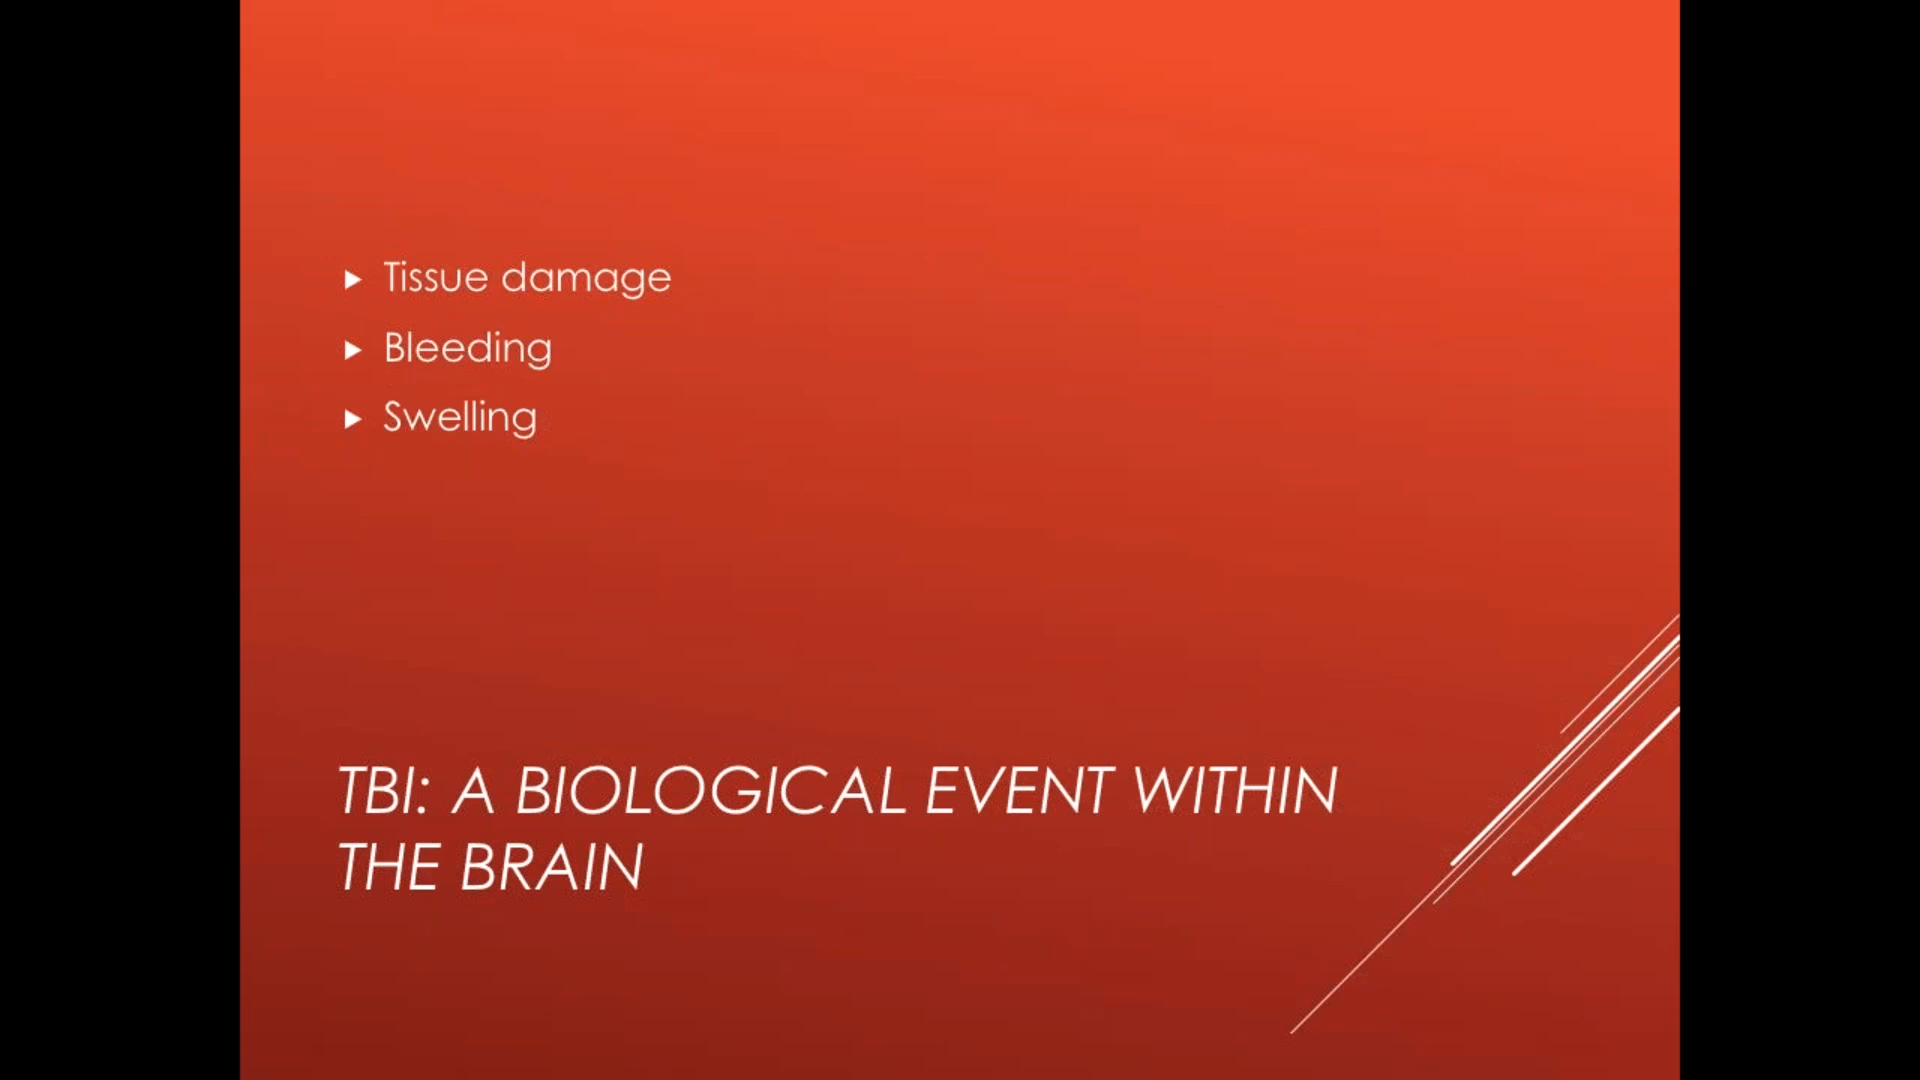 Tissue damage
Bleeding
Swelling
TBI: A BIOLOGICAL EVENT WITHIN
THE BRAIN